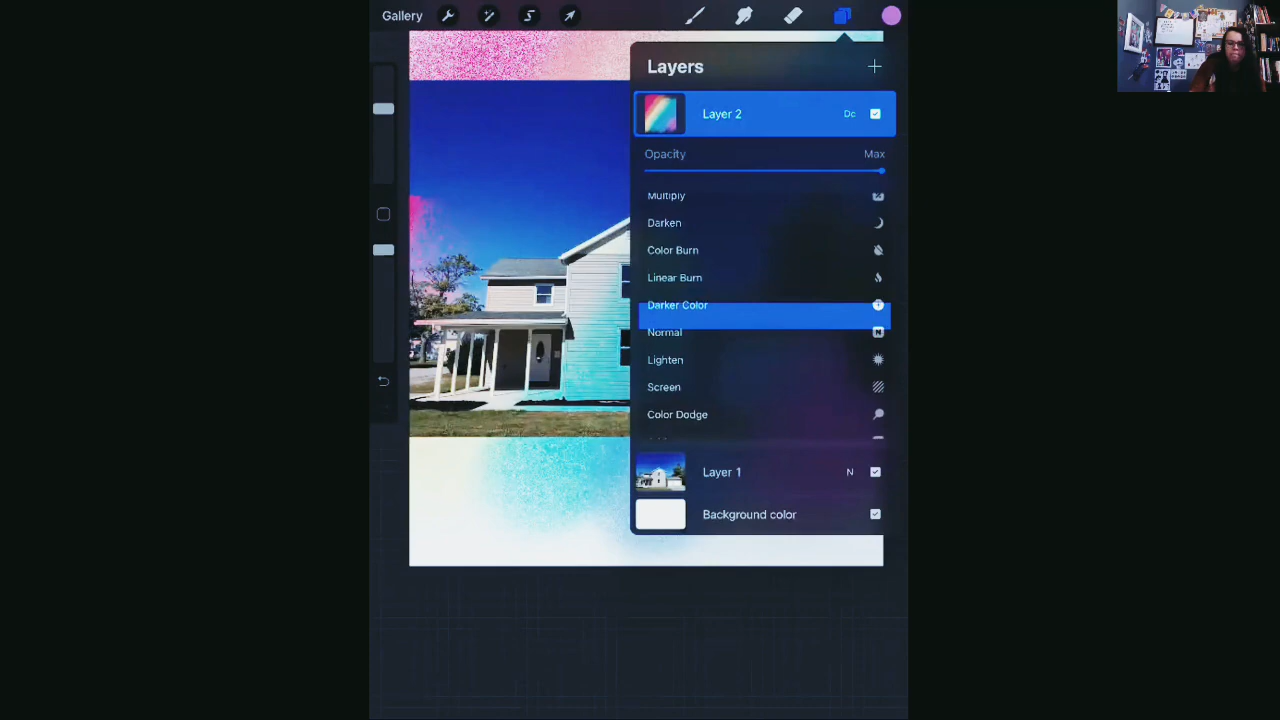 Gallery
Layers
Layer 2 Dc
Opacity Max
Multiply
Darken
Color Burn
Linear Burn
Darker Color
Normal N
Lighten
Screen
Color Dodge
Layer 1 N
Background color